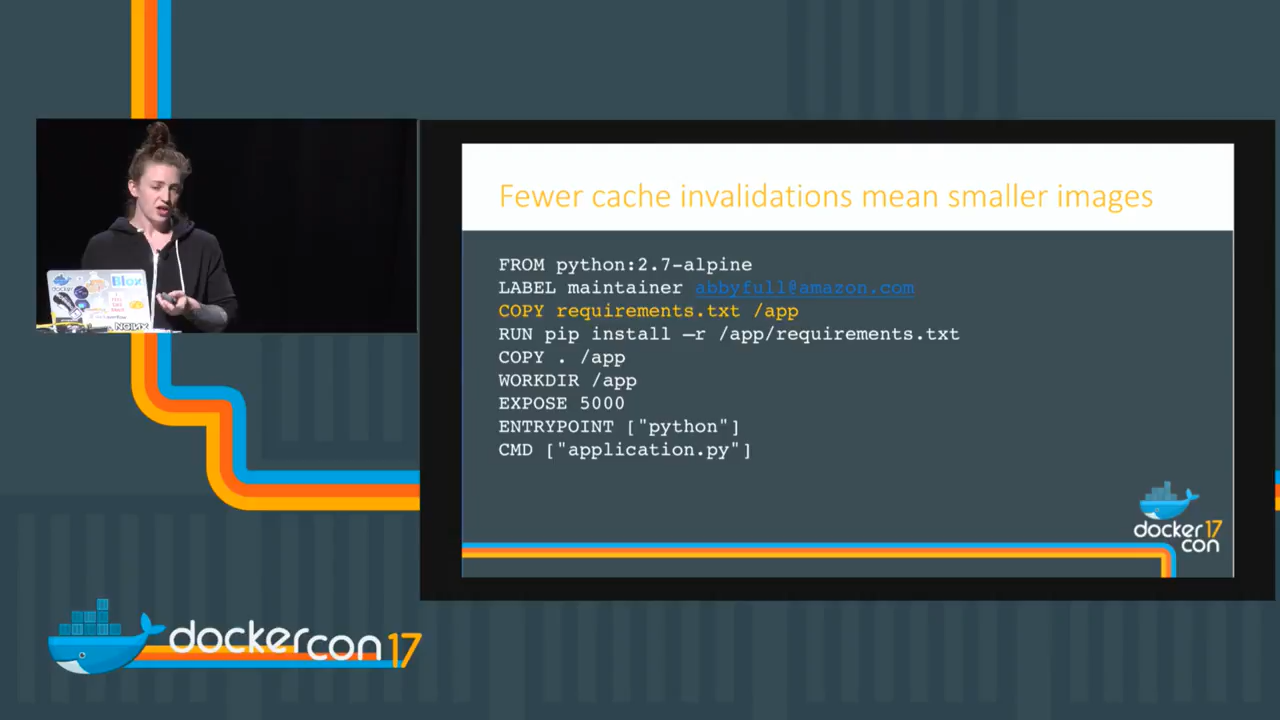 Fewer cache invalidations mean smaller images
FROM python:2.7-alpine
LABEL maintainer abbyfull@amazon.com
COPY requirements.txt /app
RUN pip install –r /app/requirements.txt
COPY . /app
WORKDIR /app
EXPOSE 5000
ENTRYPOINT ["python"]
CMD ["application.py"]
docker 17
con
Blox
NGINX
dockercon 17